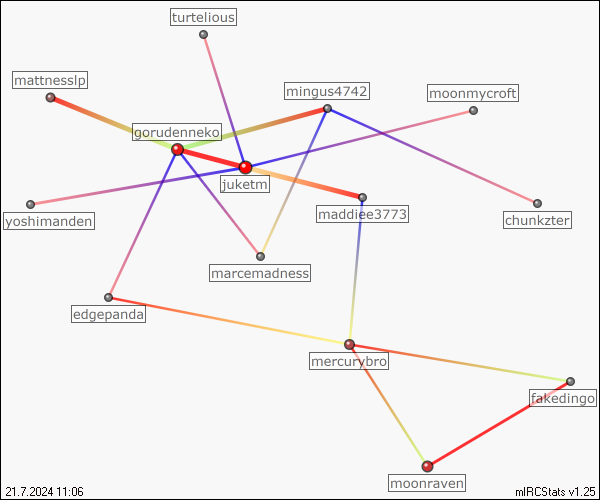 turtelious
mattnesslp
mingus4742
moonmycroft
gorudenneko
juketm
maddiee3773
yoshimanden
chunkzter
marcemadness
edgepanda
mercurybro
fakedingo
moonraven
21.7.2024 11:06
mIRCStats v1.25